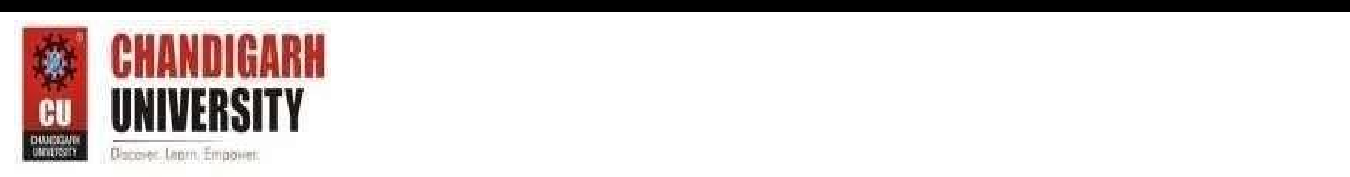 CHANDIGARH
UNIVERSITY
Discover. Learn. Empower.
CU
CHANDIGARH
UNIVERSITY
®